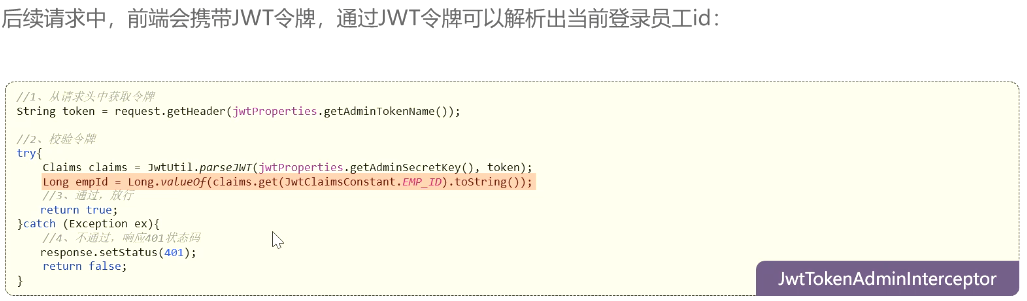 后续请求中，前端会携带JWT令牌，通过JWT令牌可以解析出当前登录员工id：
//1、从请求头中获取令牌
String token = request.getHeader(jwtProperties.getAdminTokenName());
//2、校验令牌
try{
Claims claims = JwtUtil.parseJWT(jwtProperties.getAdminSecretKey(), token);
Long empId = Long.valueOf(claims.get(JwtClaimsConstant.EMP_ID).toString());
//3、通过，放行
return true;
}catch (Exception ex){
//4、不通过，响应401状态码
response.setStatus(401);
return false;
}
JwtTokenAdminInterceptor